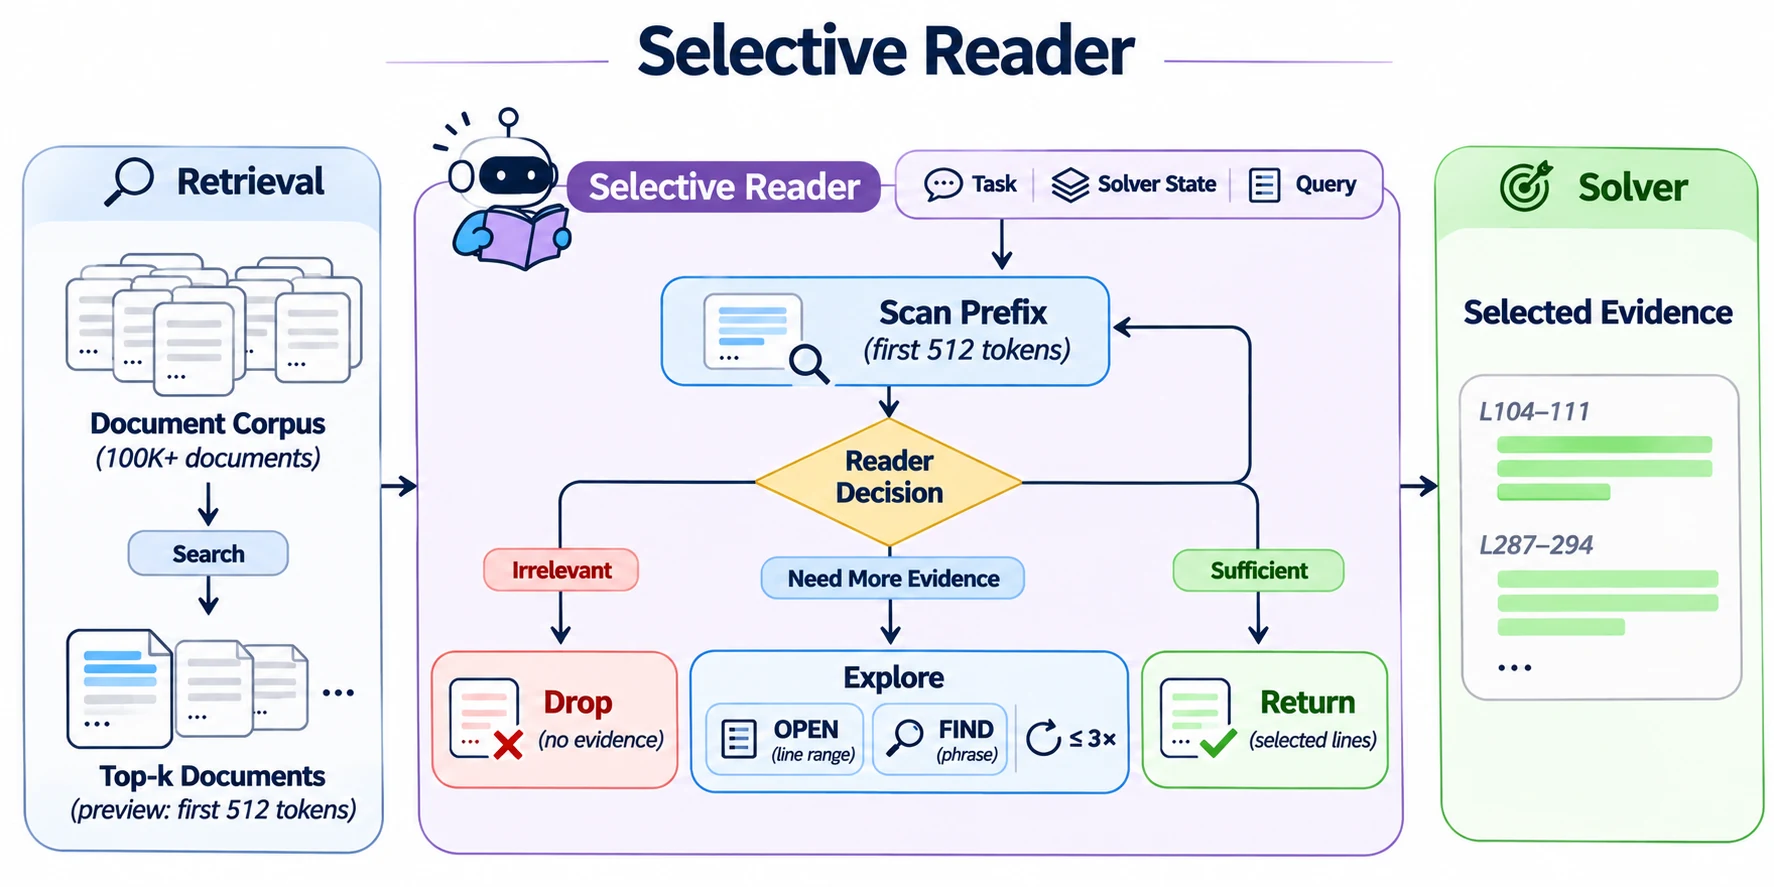 Selective Reader
Retrieval
Document Corpus
(100K+ documents)
Search
Top-k Documents
(preview: first 512 tokens)
Selective Reader
Task
Solver State
Query
Scan Prefix
(first 512 tokens)
Reader
Decision
Irrelevant
Need More Evidence
Sufficient
Drop
(no evidence)
Explore
OPEN
(line range)
FIND
(phrase)
≤ 3×
Return
(selected lines)
Solver
Selected Evidence
L104–111
L287–294